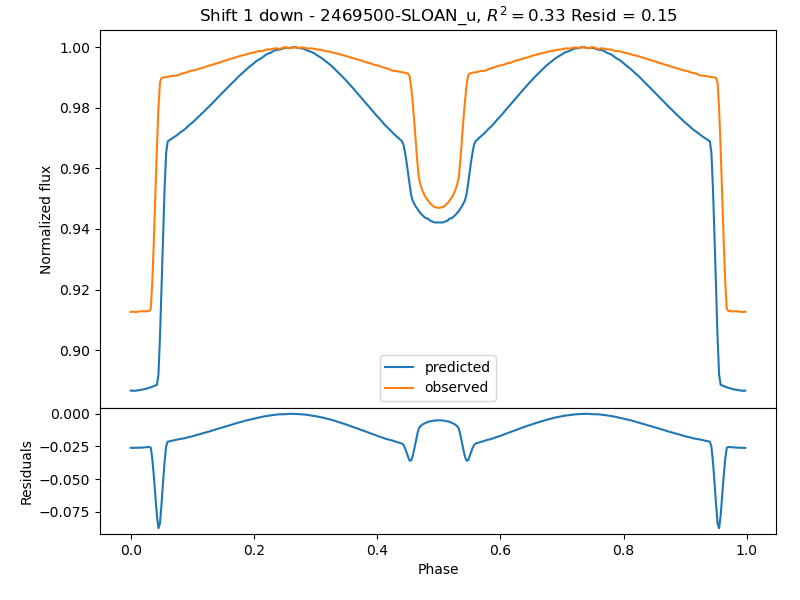 Shift 1 down - 2469500-SLOAN_u, $R^2 = 0.33$ Resid = 0.15
1.00
0.98
0.96
0.94
0.92
0.90
Normalized flux
predicted
observed
0.000
−0.025
−0.050
−0.075
Residuals
0.0 0.2 0.4 0.6 0.8 1.0
Phase